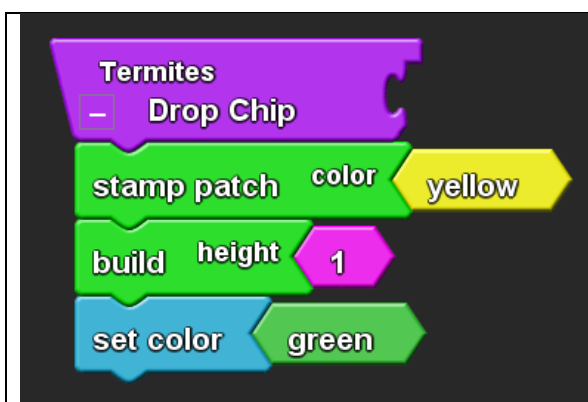 Termites
– Drop Chip
stamp patch color yellow
build height 1
set color green